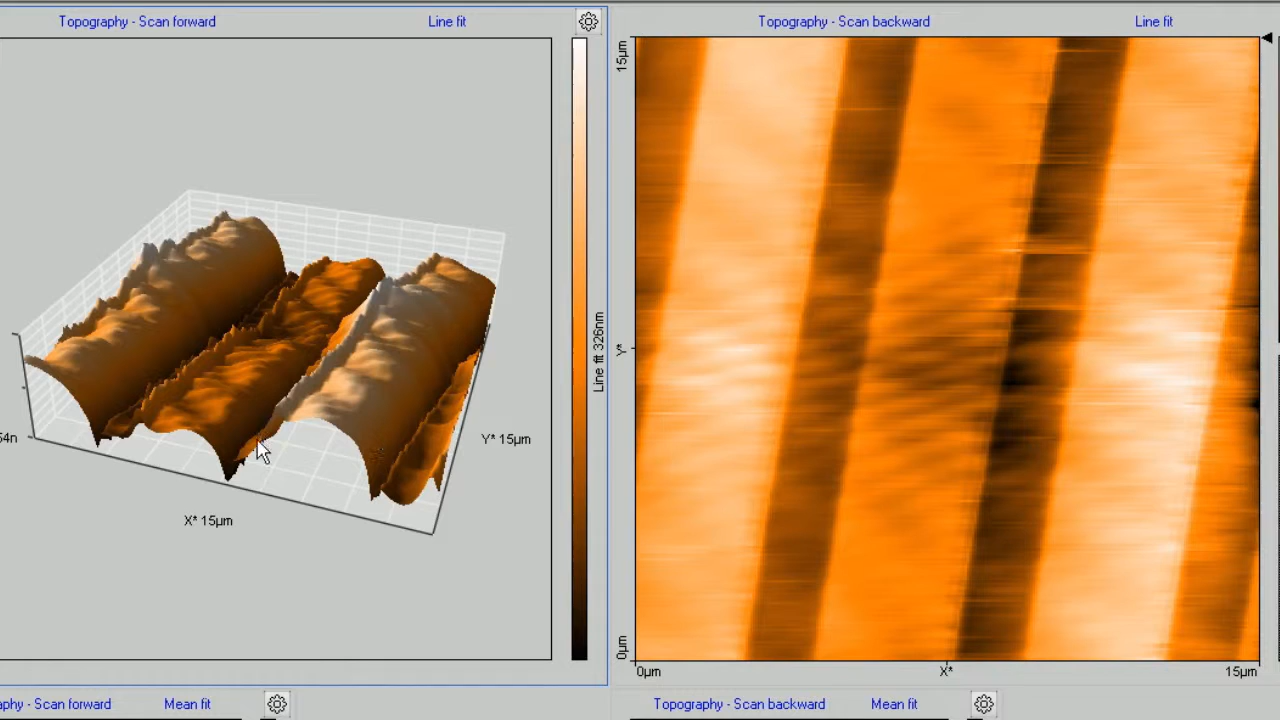 Topography - Scan forward Line fit
Line fit 326nm
54n
X* 15µm
Y* 15µm
Topography - Scan backward Line fit
15µm
Y*
0µm
0µm X* 15µm
aphy - Scan forward Mean fit
Topography - Scan backward Mean fit